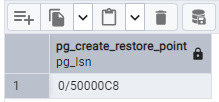 pg_create_restore_point
pg_lsn
1 0/50000C8